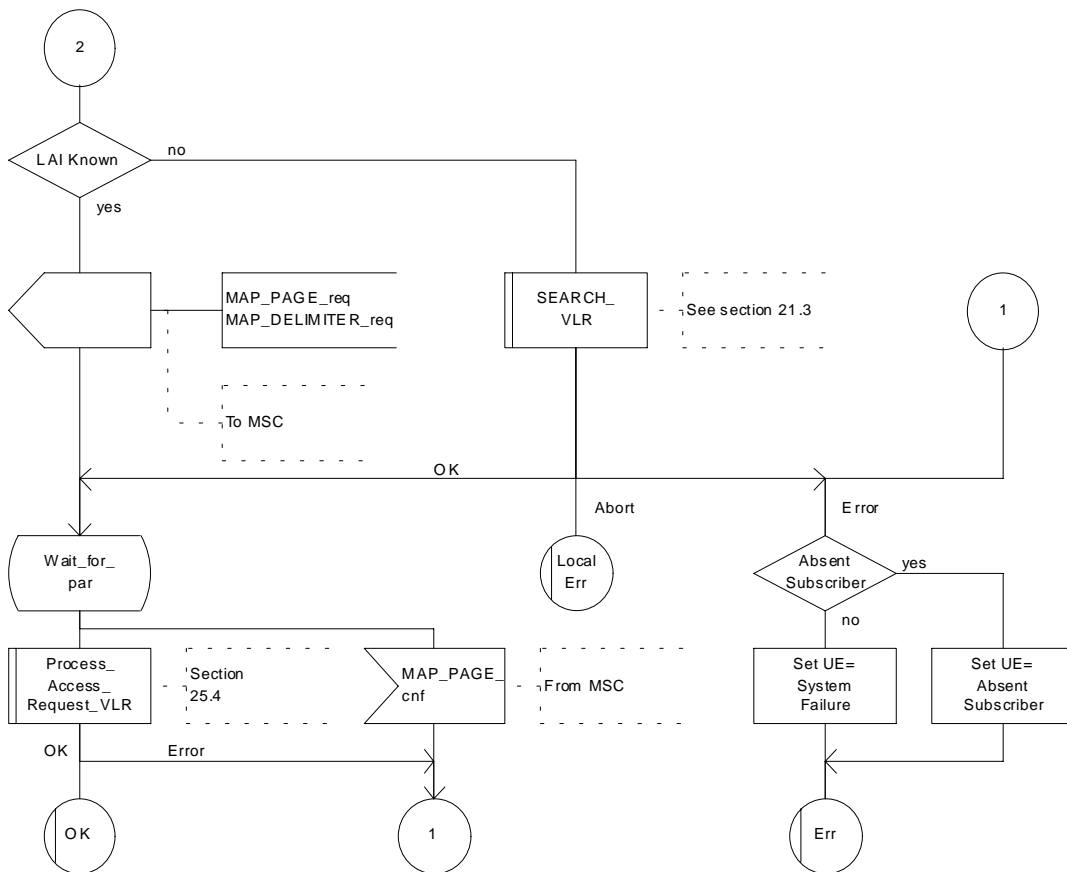 2
LAI Known
no
yes
MAP_PAGE_req
MAP_DELIMITER_req
SEARCH_
VLR
See section 21.3
1
To MSC
OK
Abort
Error
Wait_for_
par
Local
Err
Absent
Subscriber
yes
no
Process_
Access_
Request_VLR
Section
25.4
MAP_PAGE_
cnf
From MSC
Set UE=
System
Failure
Set UE=
Absent
Subscriber
OK
Error
OK
1
Err